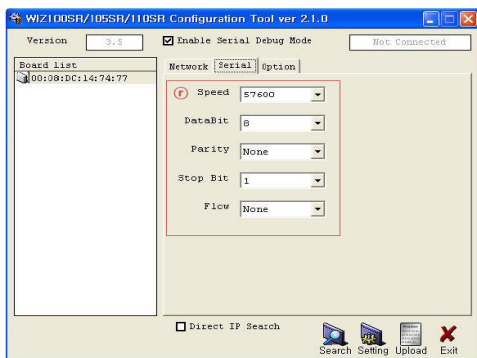 WIZ100SR/105SR/110SR Configuration Tool ver 2.1.0
Version 3.5 Enable Serial Debug Mode Not Connected
Board list
00:08:DC:14:74:77
Network Serial Option
r Speed 57600
DataBit 8
Parity None
Stop Bit 1
Flow None
Direct IP Search
Search Setting Upload Exit